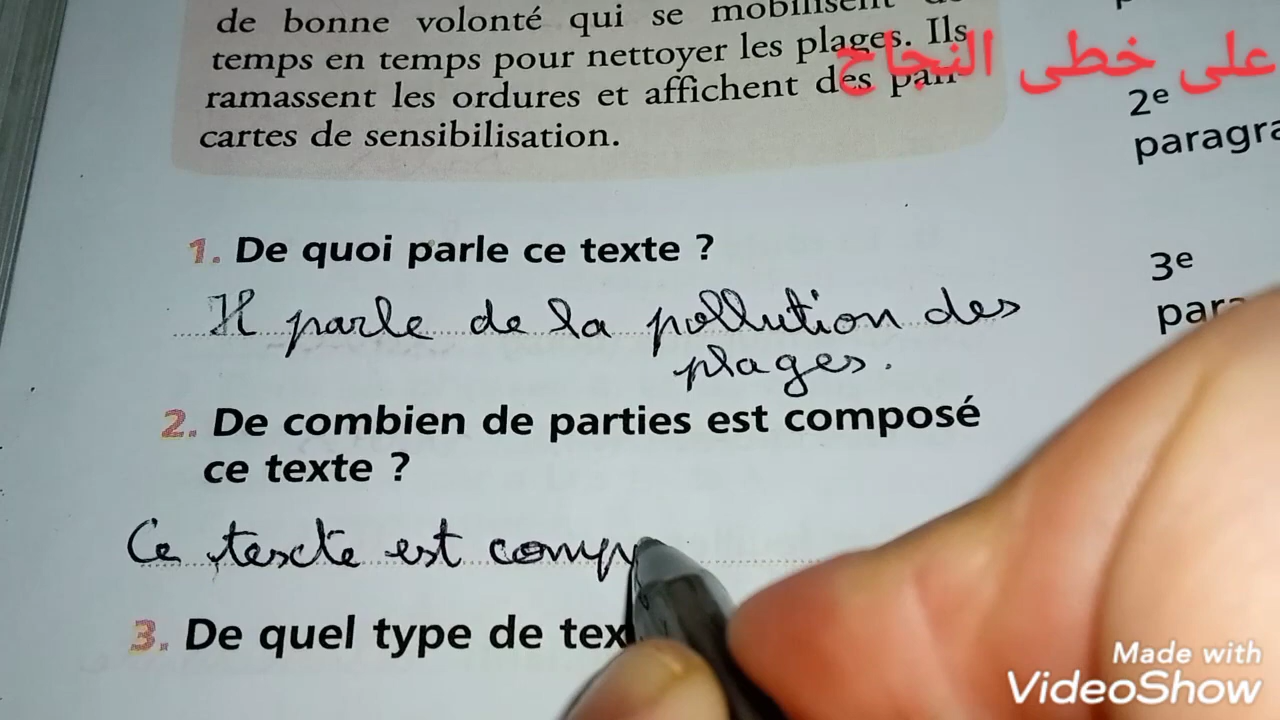 de bonne volonté qui se mobilisent de
temps en temps pour nettoyer les plages. Ils
ramassent les ordures et affichent des pan-
cartes de sensibilisation.
على خطى النجاح
2e
paragra
3e
para
1. De quoi parle ce texte ?
Il parle de la pollution des
plages.
2. De combien de parties est composé
ce texte ?
Ce texte est comp
3. De quel type de tex
Made with
VideoShow